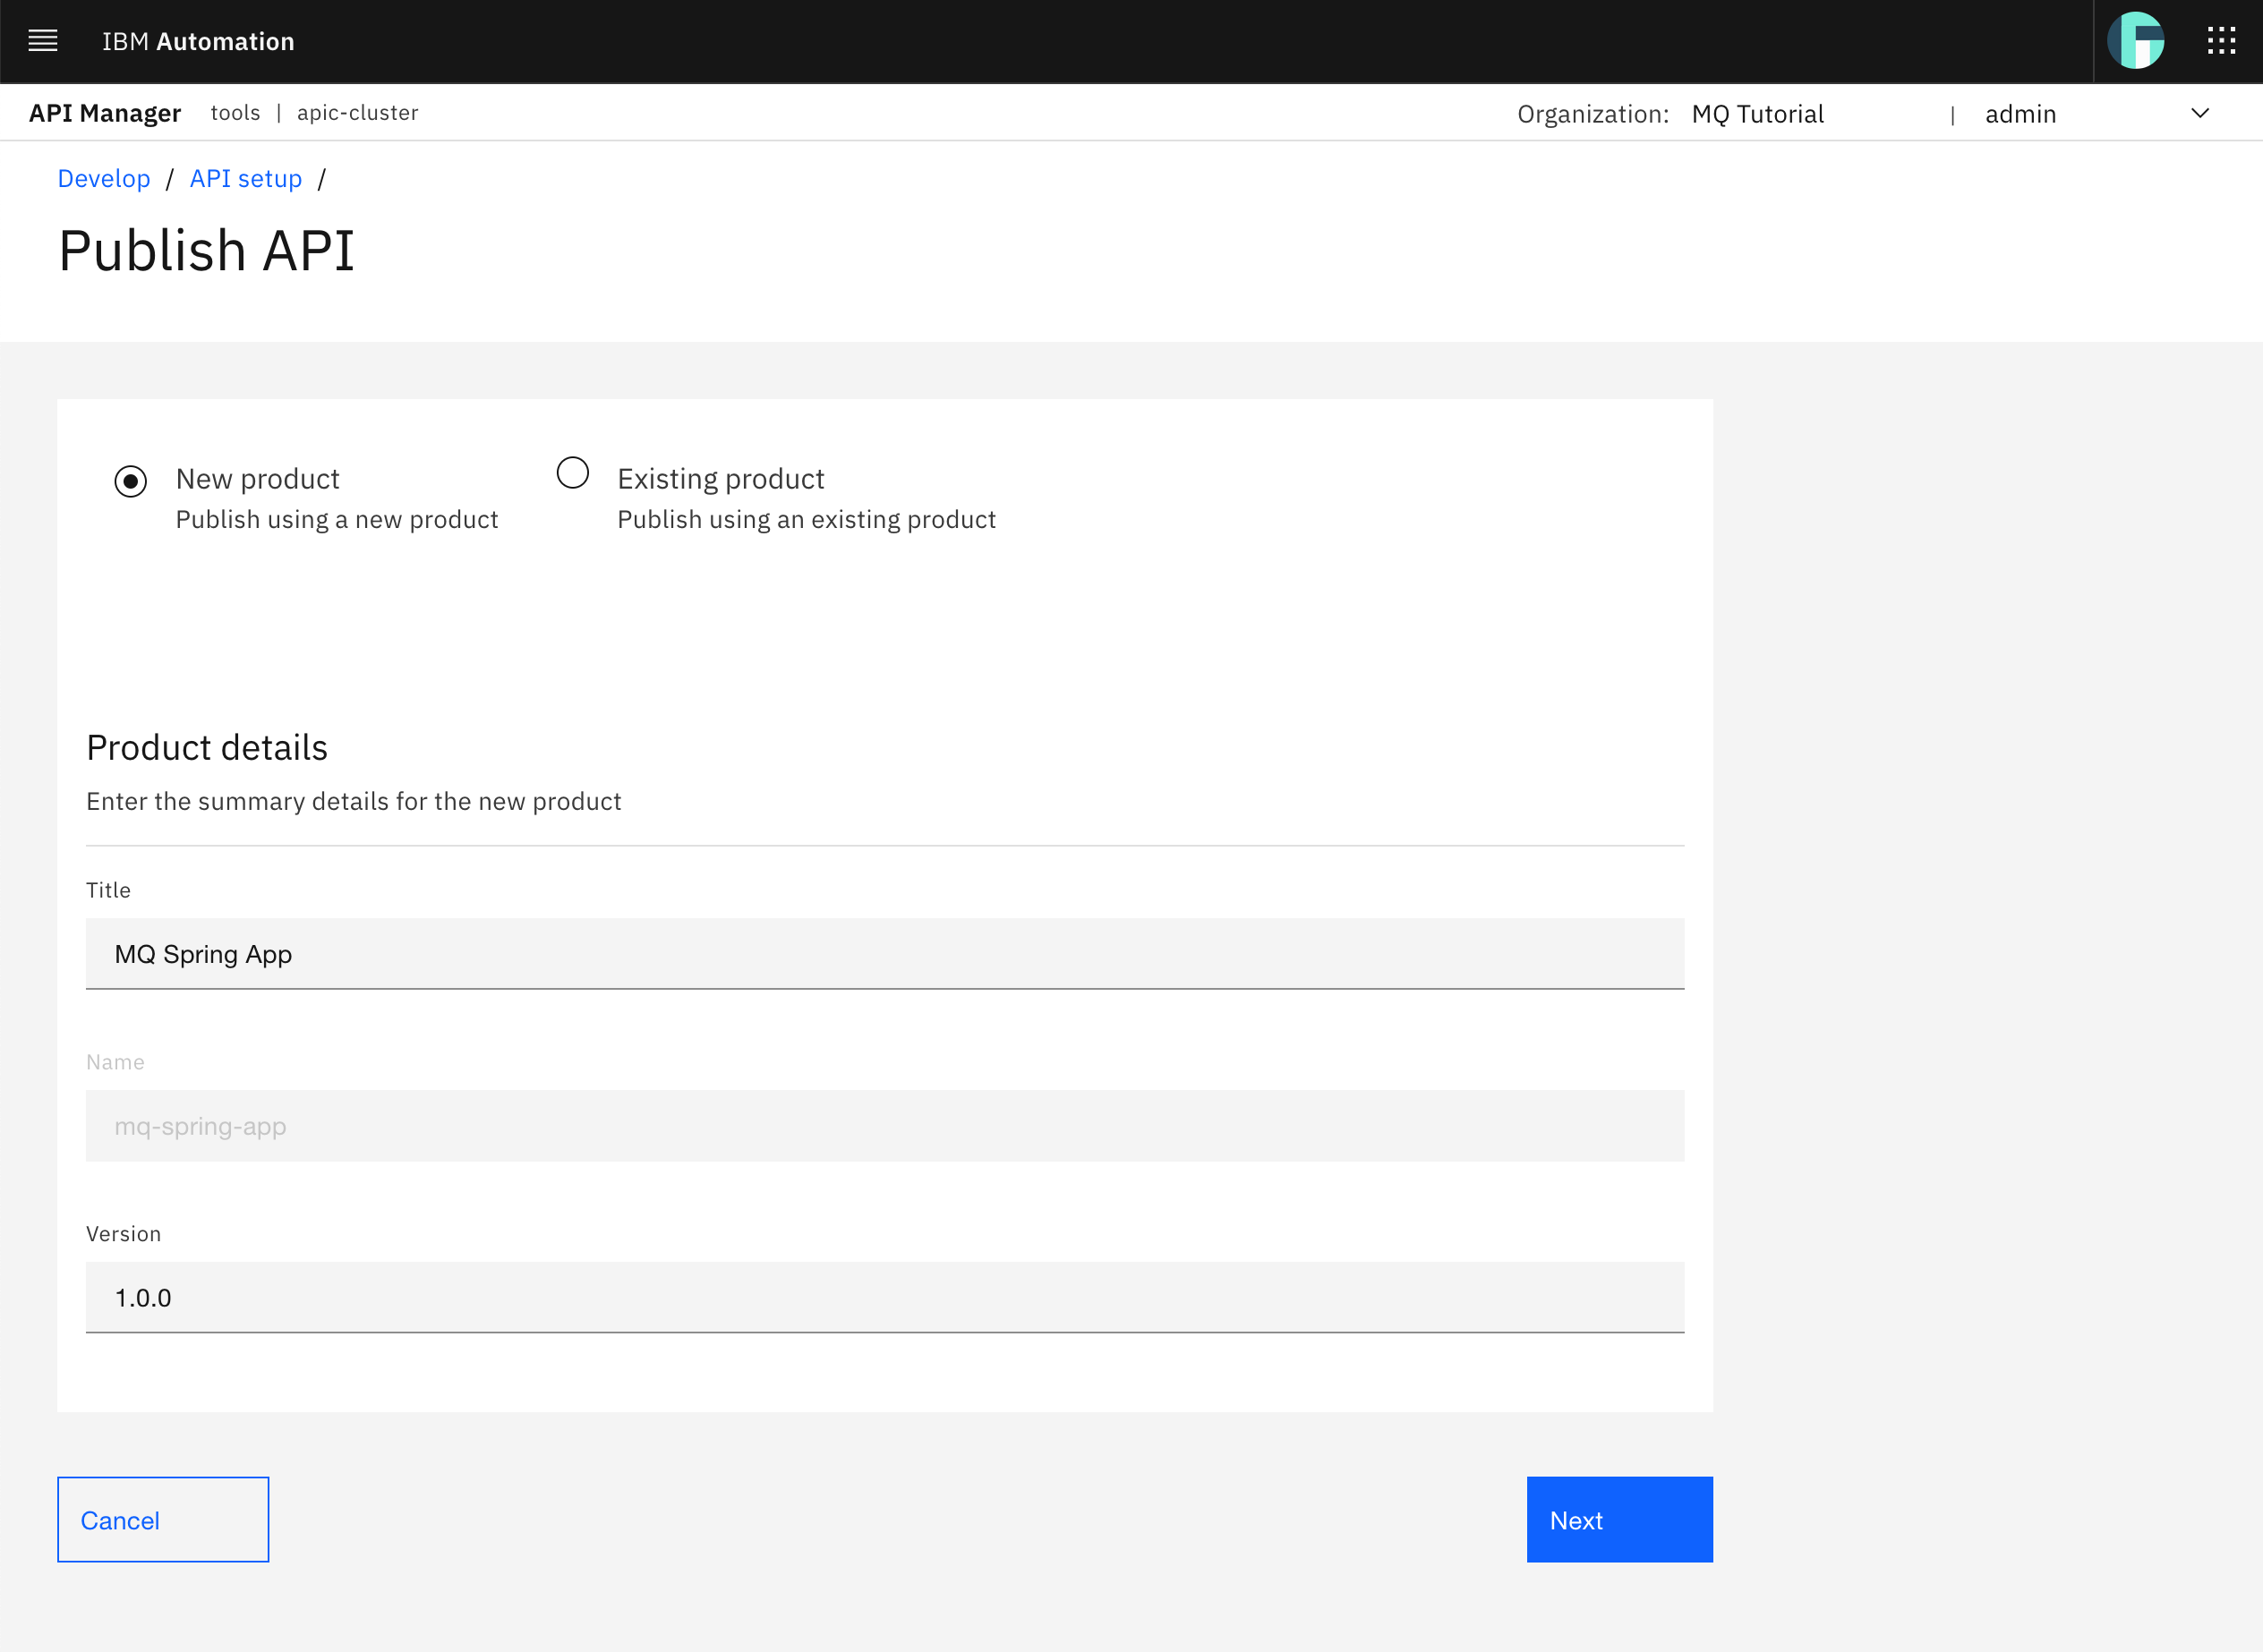 IBM Automation
API Manager tools | apic-cluster Organization: MQ Tutorial | admin
Develop / API setup /
Publish API
New product Existing product
Publish using a new product Publish using an existing product
Product details
Enter the summary details for the new product
Title
MQ Spring App
Name
mq-spring-app
Version
1.0.0
Cancel Next